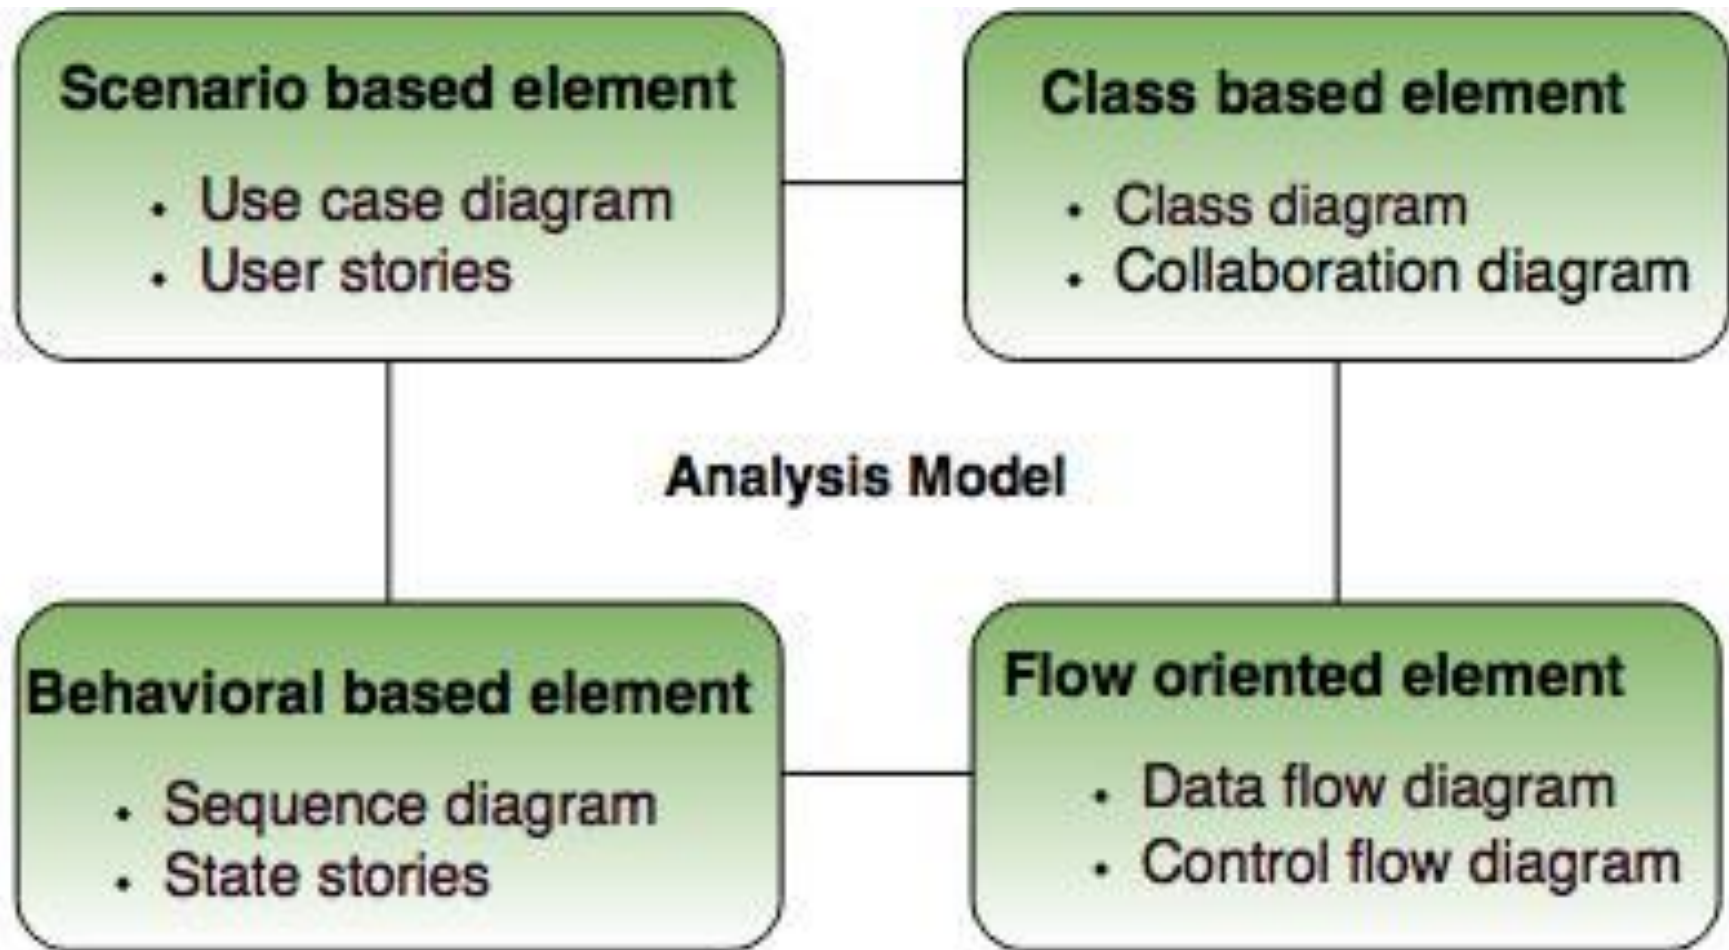 Scenario based element
• Use case diagram
• User stories
Class based element
• Class diagram
• Collaboration diagram
Analysis Model
Behavioral based element
• Sequence diagram
• State stories
Flow oriented element
• Data flow diagram
• Control flow diagram